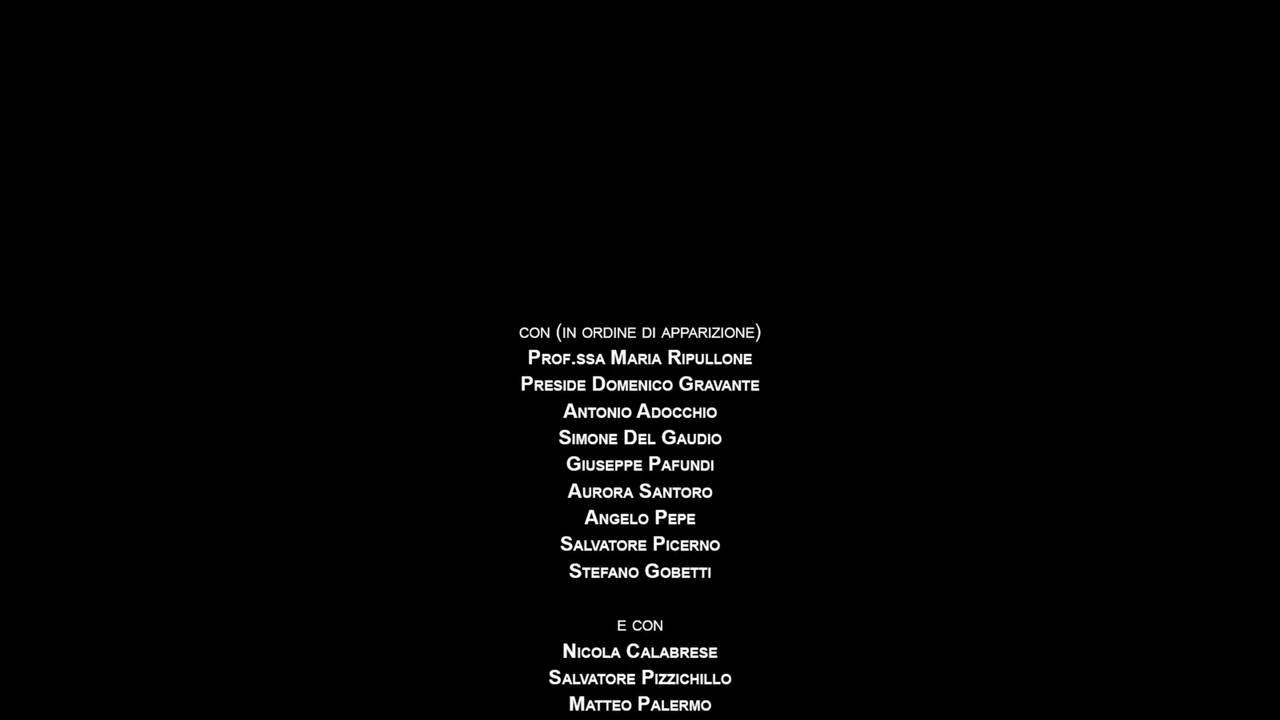 con (in ordine di apparizione)
Prof.ssa Maria Ripullone
Preside Domenico Gravante
Antonio Adocchio
Simone Del Gaudio
Giuseppe Pafundi
Aurora Santoro
Angelo Pepe
Salvatore Picerno
Stefano Gobetti
e con
Nicola Calabrese
Salvatore Pizzichillo
Matteo Palermo